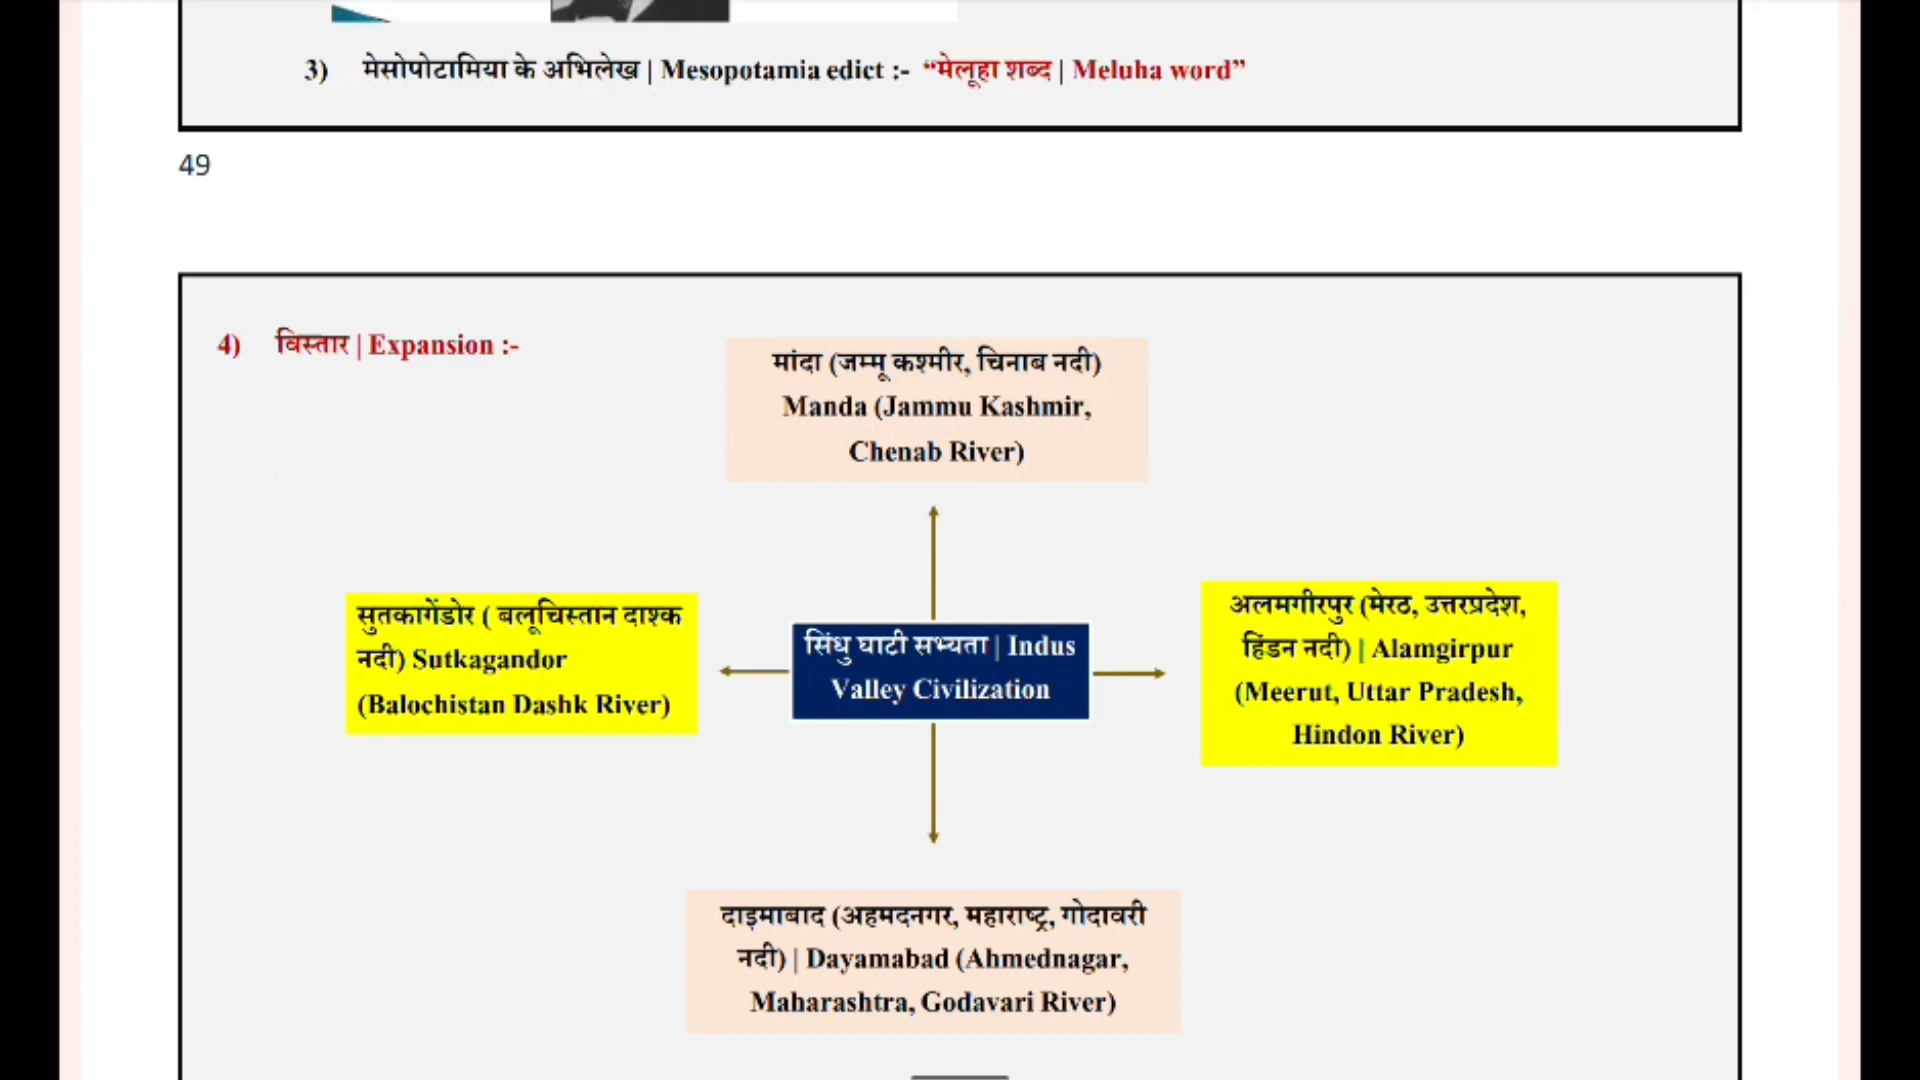 3) मेसोपोटामिया के अभिलेख | Mesopotamia edict :- “मेलूहा शब्द | Meluha word”
49
4) विस्तार | Expansion :-
मांदा (जम्मू कश्मीर, चिनाब नदी)
Manda (Jammu Kashmir,
Chenab River)
सुतकागेंडोर ( बलूचिस्तान दाश्क
नदी) Sutkagandor
(Balochistan Dashk River)
सिंधु घाटी सभ्यता | Indus
Valley Civilization
अलमगीरपुर (मेरठ, उत्तरप्रदेश,
हिंडन नदी) | Alamgirpur
(Meerut, Uttar Pradesh,
Hindon River)
दाइमाबाद (अहमदनगर, महाराष्ट्र, गोदावरी
नदी) | Dayamabad (Ahmednagar,
Maharashtra, Godavari River)